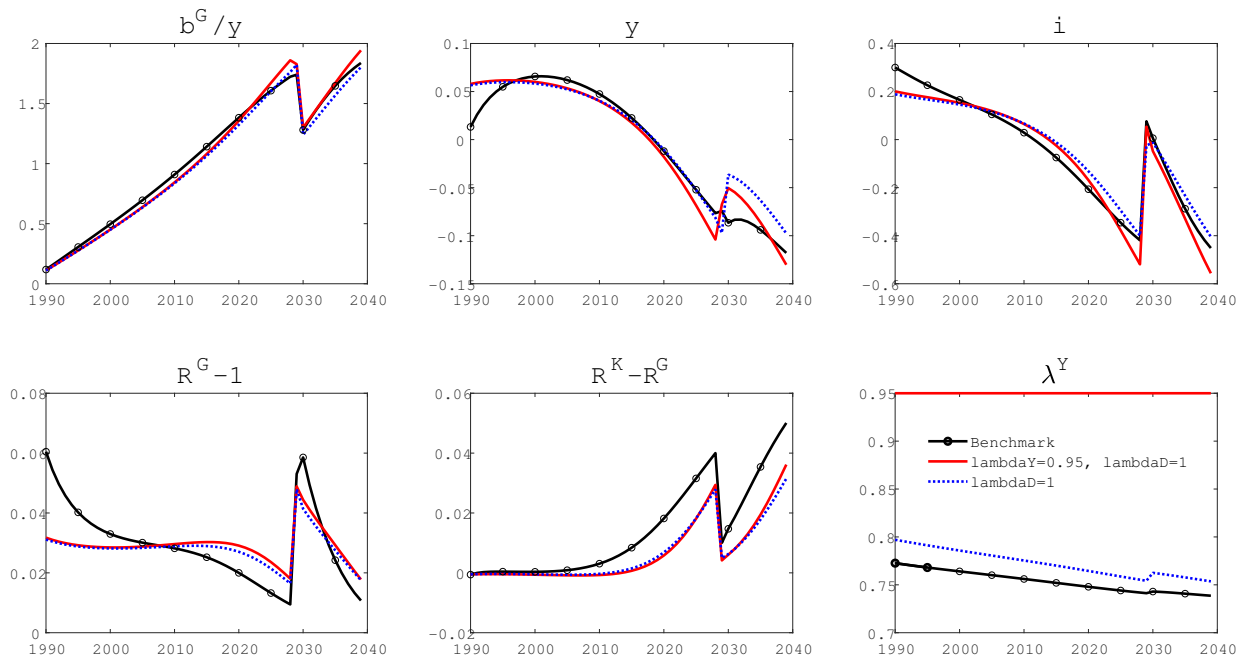 b^G/y
2
1.5
1
0.5
0
1990 2000 2010 2020 2030 2040
y
0.1
0.05
0
−0.05
−0.1
−0.15
1990 2000 2010 2020 2030 2040
i
0.4
0.2
0
−0.2
−0.4
−0.6
1990 2000 2010 2020 2030 2040
R^G−1
0.08
0.06
0.04
0.02
0
1990 2000 2010 2020 2030 2040
R^K−R^G
0.06
0.04
0.02
0
−0.02
1990 2000 2010 2020 2030 2040
λ^Y
0.95
0.9
0.85
0.8
0.75
0.7
Benchmark
lambdaY=0.95, lambdaD=1
lambdaD=1
1990 2000 2010 2020 2030 2040